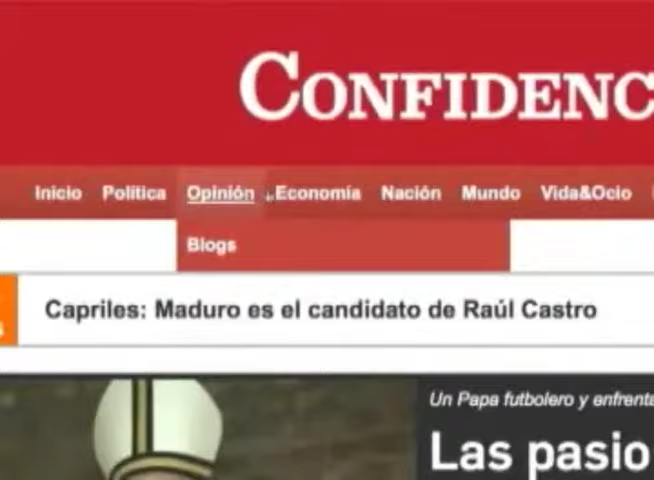 CONFIDENC
Inicio Política Opinión Economía Nación Mundo Vida&Ocio
Blogs
Capriles: Maduro es el candidato de Raúl Castro
Un Papa futbolero y enfrenta
Las pasio